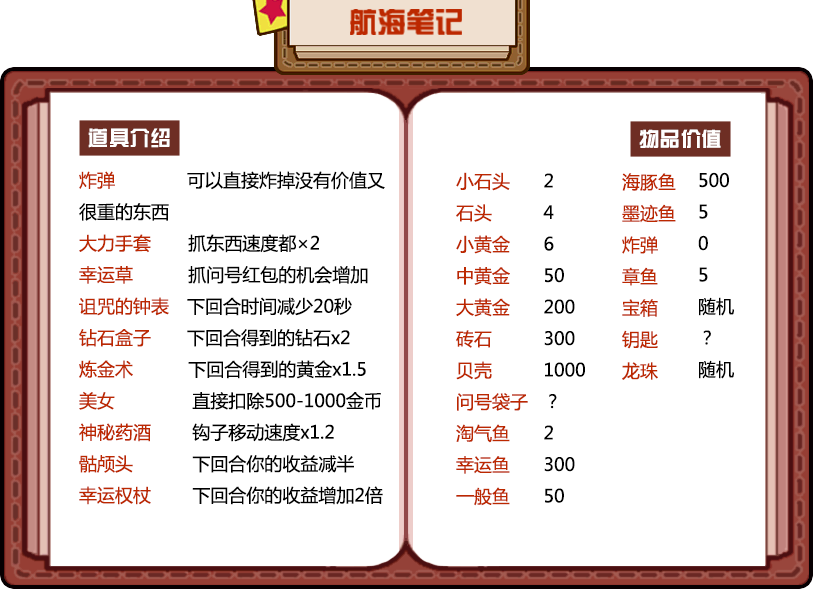 航海笔记
道具介绍
炸弹 可以直接炸掉没有价值又
很重的东西
大力手套 抓东西速度都×2
幸运草 抓问号红包的机会增加
诅咒的钟表 下回合时间减少20秒
钻石盒子 下回合得到的钻石x2
炼金术 下回合得到的黄金x1.5
美女 直接扣除500-1000金币
神秘药酒 钩子移动速度x1.2
骷颅头 下回合你的收益减半
幸运权杖 下回合你的收益增加2倍
物品价值
小石头 2 海豚鱼 500
石头 4 墨迹鱼 5
小黄金 6 炸弹 0
中黄金 50 章鱼 5
大黄金 200 宝箱 随机
砖石 300 钥匙 ？
贝壳 1000 龙珠 随机
问号袋子 ？
淘气鱼 2
幸运鱼 300
一般鱼 50